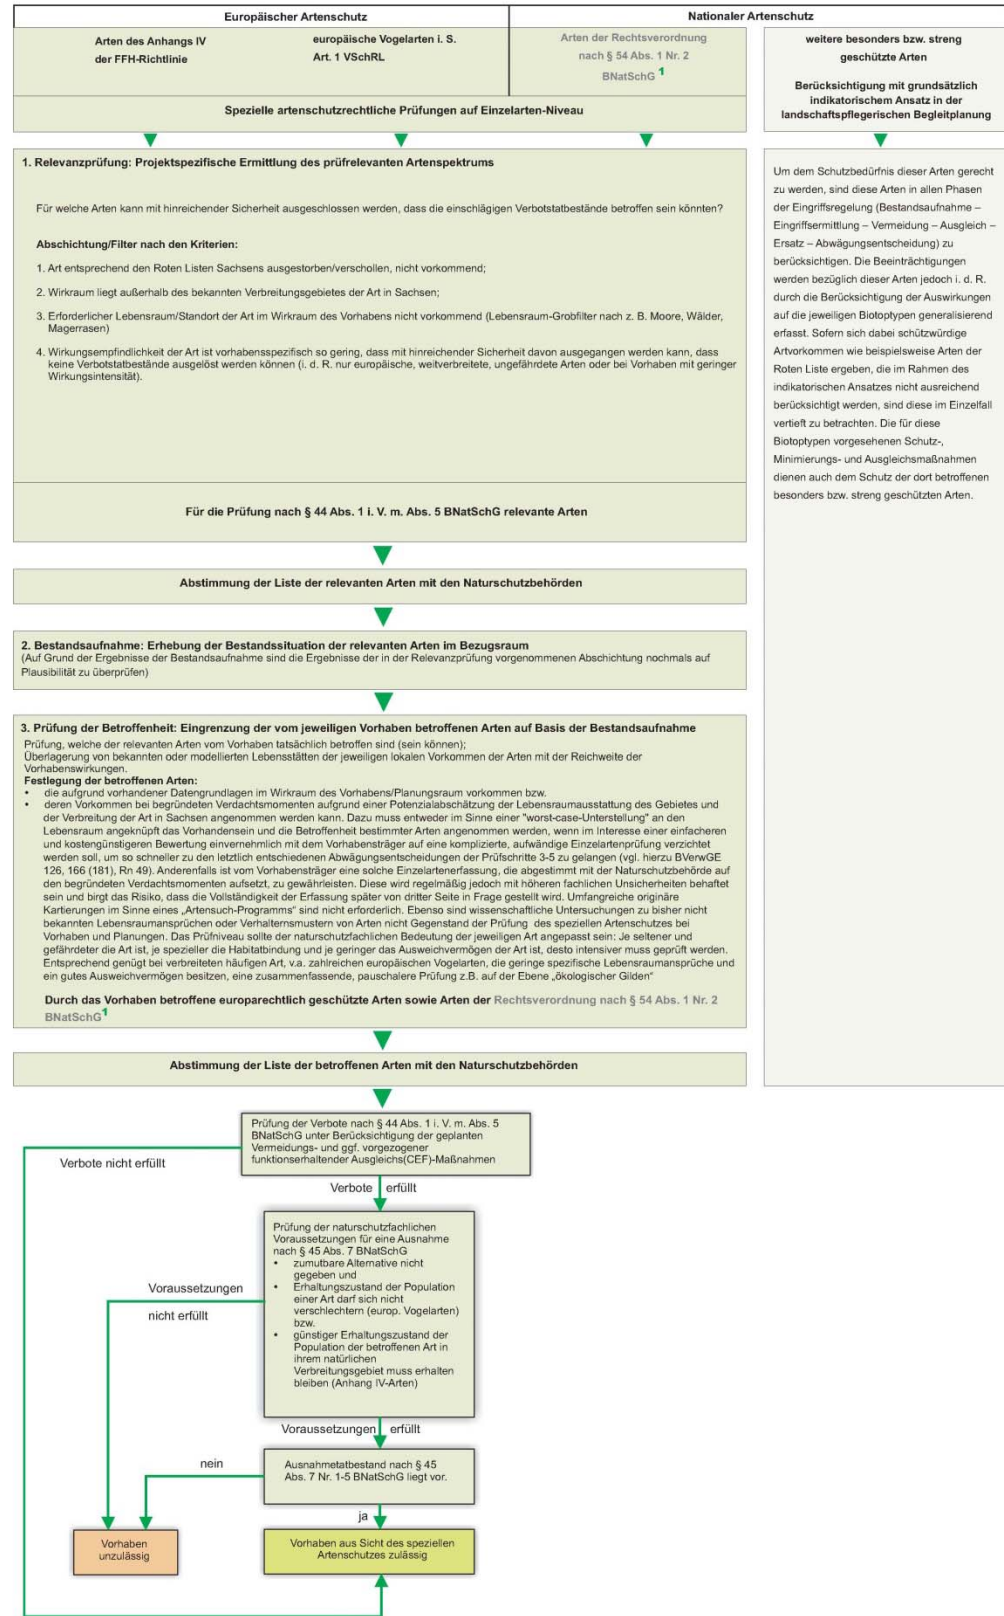 Europäischer Artenschutz
Nationaler Artenschutz
Arten des Anhangs IV
der FFH-Richtlinie
europäische Vogelarten i. S.
Art. 1 VSchRL
Arten der Rechtsverordnung
nach § 54 Abs. 1 Nr. 2
BNatSchG 1
weitere besonders bzw. streng
geschützte Arten
Berücksichtigung mit grundsätzlich
indikatorischem Ansatz in der
landschaftspflegerischen Begleitplanung
Spezielle artenschutzrechtliche Prüfungen auf Einzelarten-Niveau
1. Relevanzprüfung: Projektspezifische Ermittlung des prüfrelevanten Artenspektrums
Für welche Arten kann mit hinreichender Sicherheit ausgeschlossen werden, dass die einschlägigen Verbotstatbestände betroffen sein könnten?
Abschichtung/Filter nach den Kriterien:
1. Art entsprechend den Roten Listen Sachsens ausgestorben/verschollen, nicht vorkommend;
2. Wirkraum liegt außerhalb des bekannten Verbreitungsgebietes der Art in Sachsen;
3. Erforderlicher Lebensraum/Standort der Art im Wirkraum des Vorhabens nicht vorkommend (Lebensraum-Grobfilter nach z. B. Moore, Wälder,
Magerrasen)
4. Wirkungsempfindlichkeit der Art ist vorhabensspezifisch so gering, dass mit hinreichender Sicherheit davon ausgegangen werden kann, dass
keine Verbotstatbestände ausgelöst werden können (i. d. R. nur europäische, weitverbreitete, ungefährdete Arten oder bei Vorhaben mit geringer
Wirkungsintensität).
Für die Prüfung nach § 44 Abs. 1 i. V. m. Abs. 5 BNatSchG relevante Arten
Um dem Schutzbedürfnis dieser Arten gerecht
zu werden, sind diese Arten in allen Phasen
der Eingriffsregelung (Bestandsaufnahme –
Eingriffsermittlung – Vermeidung – Ausgleich –
Ersatz – Abwägungsentscheidung) zu
berücksichtigen. Die Beeinträchtigungen
werden bezüglich dieser Arten jedoch i. d. R.
durch die Berücksichtigung der Auswirkungen
auf die jeweiligen Biotoptypen generalisierend
erfasst. Sofern sich dabei schützwürdige
Artvorkommen wie beispielsweise Arten der
Roten Liste ergeben, die im Rahmen des
indikatorischen Ansatzes nicht ausreichend
berücksichtigt werden, sind diese im Einzelfall
vertieft zu betrachten. Die für diese
Biotoptypen vorgesehenen Schutz-,
Minimierungs- und Ausgleichsmaßnahmen
dienen auch dem Schutz der dort betroffenen
besonders bzw. streng geschützten Arten.
Abstimmung der Liste der relevanten Arten mit den Naturschutzbehörden
2. Bestandsaufnahme: Erhebung der Bestandssituation der relevanten Arten im Bezugsraum
(Auf Grund der Ergebnisse der Bestandsaufnahme sind die Ergebnisse der in der Relevanzprüfung vorgenommenen Abschichtung nochmals auf
Plausibilität zu überprüfen)
3. Prüfung der Betroffenheit: Eingrenzung der vom jeweiligen Vorhaben betroffenen Arten auf Basis der Bestandsaufnahme
Prüfung, welche der relevanten Arten vom Vorhaben tatsächlich betroffen sind (sein können);
Überlagerung von bekannten oder modellierten Lebensstätten der jeweiligen lokalen Vorkommen der Arten mit der Reichweite der
Vorhabenswirkungen.
Festlegung der betroffenen Arten:
• die aufgrund vorhandener Datengrundlagen im Wirkraum des Vorhabens/Planungsraum vorkommen bzw.
• deren Vorkommen bei begründeten Verdachtsmomenten aufgrund einer Potenzialabschätzung der Lebensraumausstattung des Gebietes und
der Verbreitung der Art in Sachsen angenommen werden kann. Dazu muss entweder im Sinne einer "worst-case-Unterstellung" an den
Lebensraum angeknüpft das Vorhandensein und die Betroffenheit bestimmter Arten angenommen werden, wenn im Interesse einer einfacheren
und kostengünstigeren Bewertung einvernehmlich mit dem Vorhabensträger auf eine komplizierte, aufwändige Einzelartenprüfung verzichtet
werden soll, um so schneller zu den letztlich entschiedenen Abwägungsentscheidungen der Prüfschritte 3-5 zu gelangen (vgl. hierzu BVerwGE
126, 166 (181), Rn 49). Anderenfalls ist vom Vorhabensträger eine solche Einzelartenerfassung, die abgestimmt mit der Naturschutzbehörde auf
den begründeten Verdachtsmomenten aufsetzt, zu gewährleisten. Diese wird regelmäßig jedoch mit höheren fachlichen Unsicherheiten behaftet
sein und birgt das Risiko, dass die Vollständigkeit der Erfassung später von dritter Seite in Frage gestellt wird. Umfangreiche originäre
Kartierungen im Sinne eines „Artensuch-Programms“ sind nicht erforderlich. Ebenso sind wissenschaftliche Untersuchungen zu bisher nicht
bekannten Lebensraumansprüchen oder Verhaltensmustern von Arten nicht Gegenstand der Prüfung des speziellen Artenschutzes bei
Vorhaben und Planungen. Das Prüfniveau sollte der naturschutzfachlichen Bedeutung der jeweiligen Art angepasst sein: Je seltener und
gefährdeter die Art ist, je spezieller die Habitatbindung und je geringer das Ausweichvermögen der Art ist, desto intensiver muss geprüft werden.
Entsprechend genügt bei verbreiteten häufigen Art, v.a. zahlreichen europäischen Vogelarten, die geringe spezifische Lebensraumansprüche und
ein gutes Ausweichvermögen besitzen, eine zusammenfassende, pauschalere Prüfung z.B. auf der Ebene „ökologischer Gilden“
Durch das Vorhaben betroffene europarechtlich geschützte Arten sowie Arten der Rechtsverordnung nach § 54 Abs. 1 Nr. 2
BNatSchG1
Abstimmung der Liste der betroffenen Arten mit den Naturschutzbehörden
Prüfung der Verbote nach § 44 Abs. 1 i. V. m. Abs. 5
BNatSchG unter Berücksichtigung der geplanten
Vermeidungs- und ggf. vorgezogener
funktionserhaltender Ausgleichs(CEF)-Maßnahmen
Verbote nicht erfüllt
Verbote erfüllt
Prüfung der naturschutzfachlichen
Voraussetzungen für eine Ausnahme
nach § 45 Abs. 7 BNatSchG
• zumutbare Alternative nicht
gegeben und
• Erhaltungszustand der Population
einer Art darf sich nicht
verschlechtern (europ. Vogelarten)
bzw.
• günstiger Erhaltungszustand der
Population der betroffenen Art in
ihrem natürlichen
Verbreitungsgebiet muss erhalten
bleiben (Anhang IV-Arten)
Voraussetzungen
nicht erfüllt
Voraussetzungen erfüllt
nein
Ausnahmetatbestand nach § 45
Abs. 7 Nr. 1-5 BNatSchG liegt vor.
ja
Vorhaben
unzulässig
Vorhaben aus Sicht des speziellen
Artenschutzes zulässig